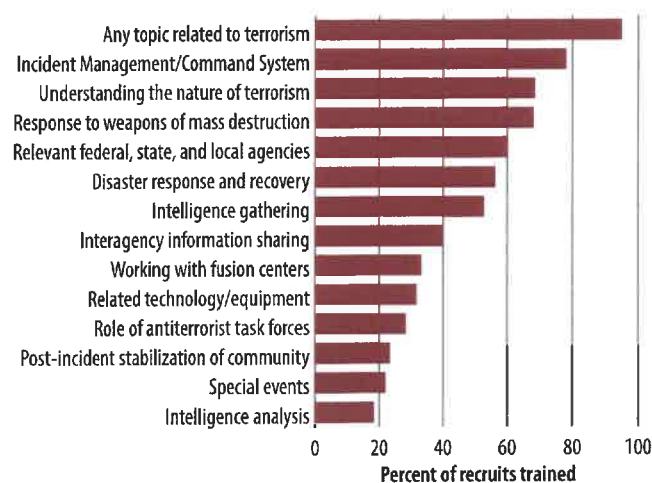 Any topic related to terrorism
Incident Management/Command System
Understanding the nature of terrorism
Response to weapons of mass destruction
Relevant federal, state, and local agencies
Disaster response and recovery
Intelligence gathering
Interagency information sharing
Working with fusion centers
Related technology/equipment
Role of antiterrorist task forces
Post-incident stabilization of community
Special events
Intelligence analysis
0 20 40 60 80 100
Percent of recruits trained